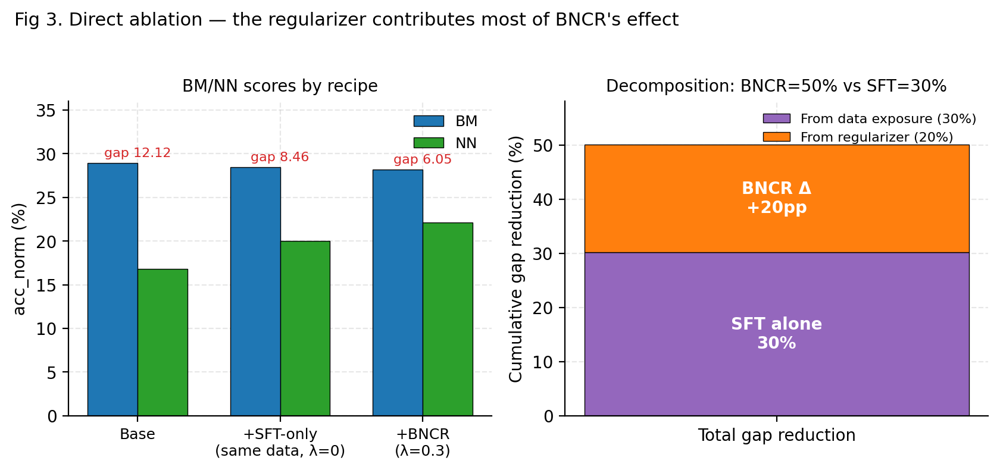 Fig 3. Direct ablation — the regularizer contributes most of BNCR's effect
BM/NN scores by recipe
acc_norm (%)
35
30
25
20
15
10
5
0
BM
NN
gap 12.12
gap 8.46
gap 6.05
Base
+SFT-only
(same data, λ=0)
+BNCR
(λ=0.3)
Decomposition: BNCR=50% vs SFT=30%
Cumulative gap reduction (%)
50
40
30
20
10
0
From data exposure (30%)
From regularizer (20%)
BNCR Δ
+20pp
SFT alone
30%
Total gap reduction